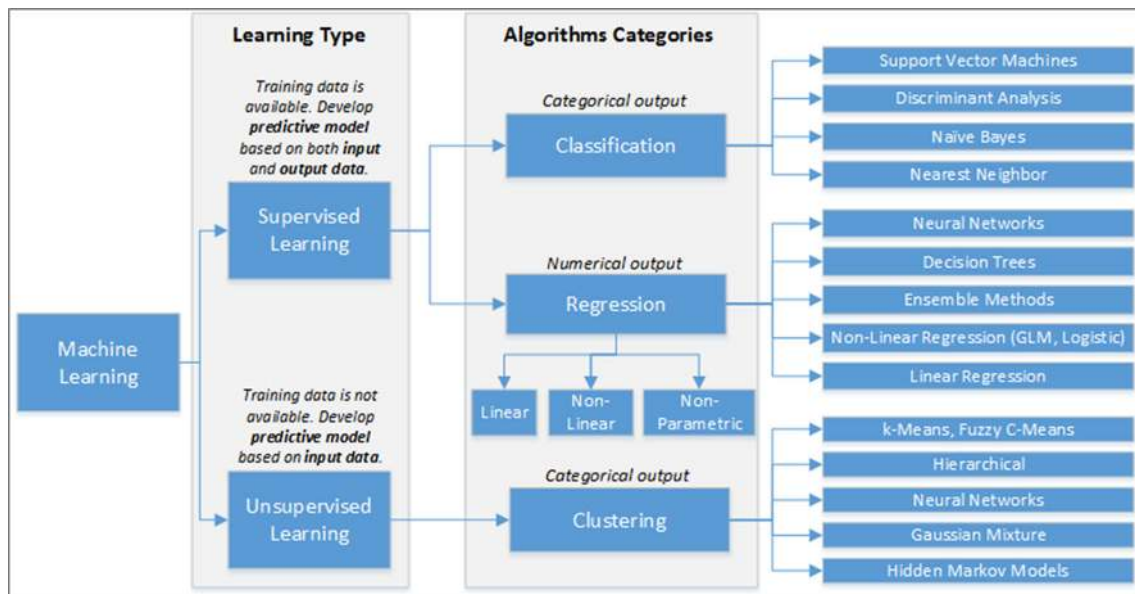 Learning Type
Training data is
available. Develop
predictive model
based on both input
and output data.
Supervised
Learning
Machine
Learning
Training data is not
available. Develop
predictive model
based on input data.
Unsupervised
Learning
Algorithms Categories
Categorical output
Classification
Numerical output
Regression
Linear
Non-
Linear
Non-
Parametric
Categorical output
Clustering
Support Vector Machines
Discriminant Analysis
Naïve Bayes
Nearest Neighbor
Neural Networks
Decision Trees
Ensemble Methods
Non-Linear Regression (GLM, Logistic)
Linear Regression
k-Means, Fuzzy C-Means
Hierarchical
Neural Networks
Gaussian Mixture
Hidden Markov Models